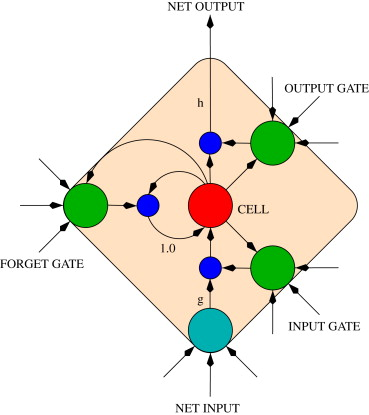 NET OUTPUT
OUTPUT GATE
h
CELL
1.0
FORGET GATE
g
INPUT GATE
NET INPUT